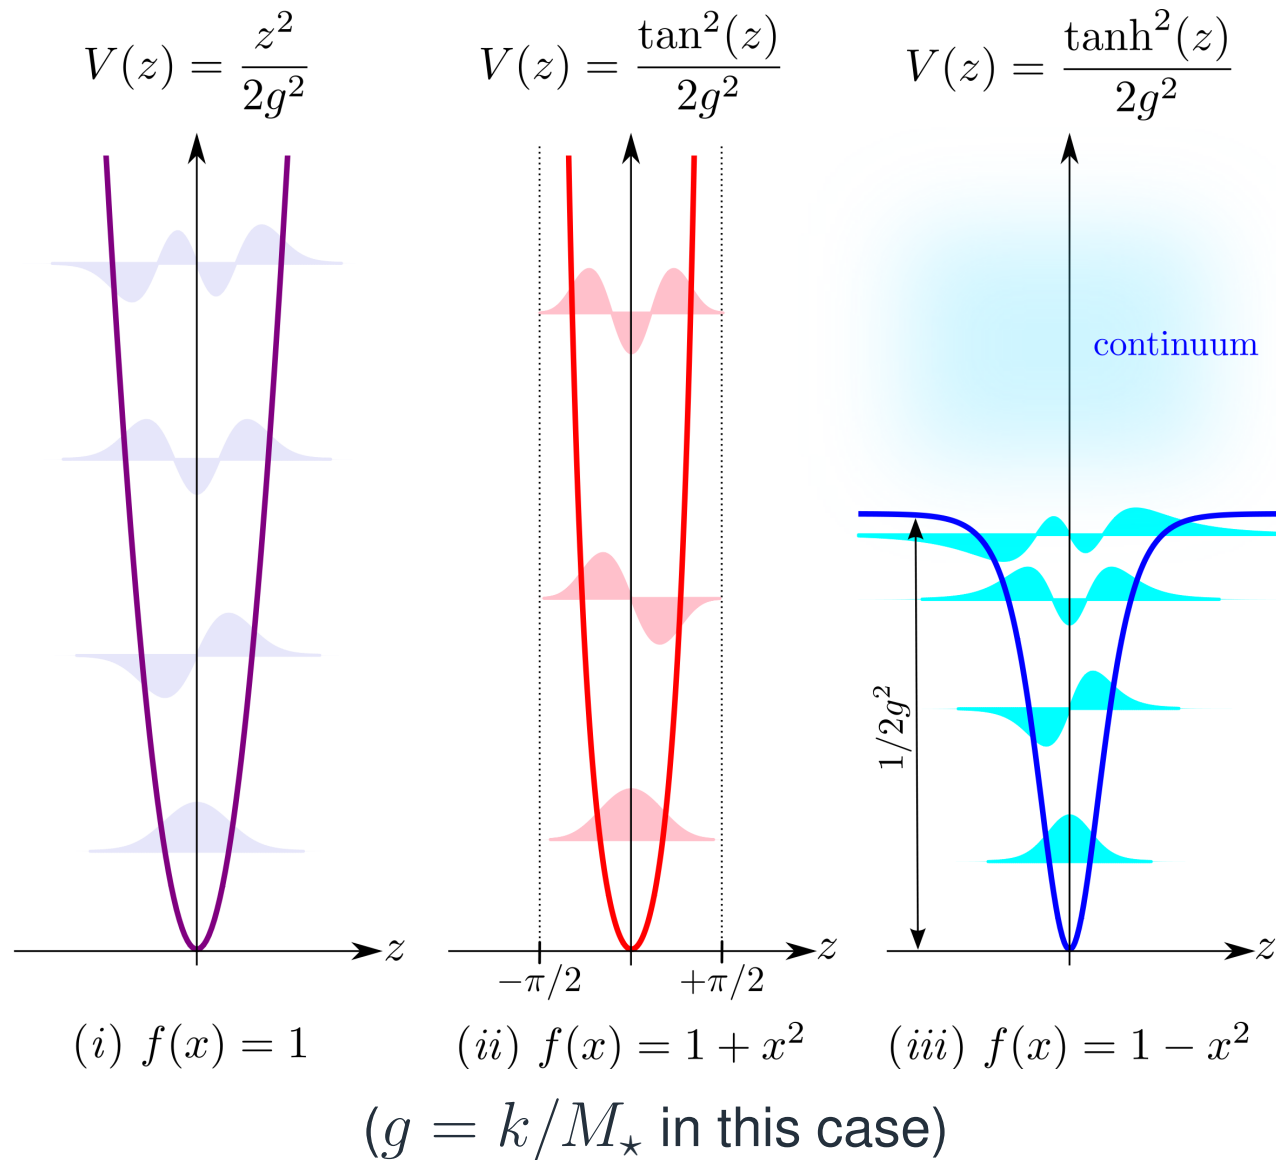 V(z) = z²/2g²
V(z) = tan²(z)/2g²
V(z) = tanh²(z)/2g²
continuum
1/2g²
z
z
z
−π/2
+π/2
(i) f(x) = 1
(ii) f(x) = 1 + x²
(iii) f(x) = 1 − x²
(g = k/M⋆ in this case)